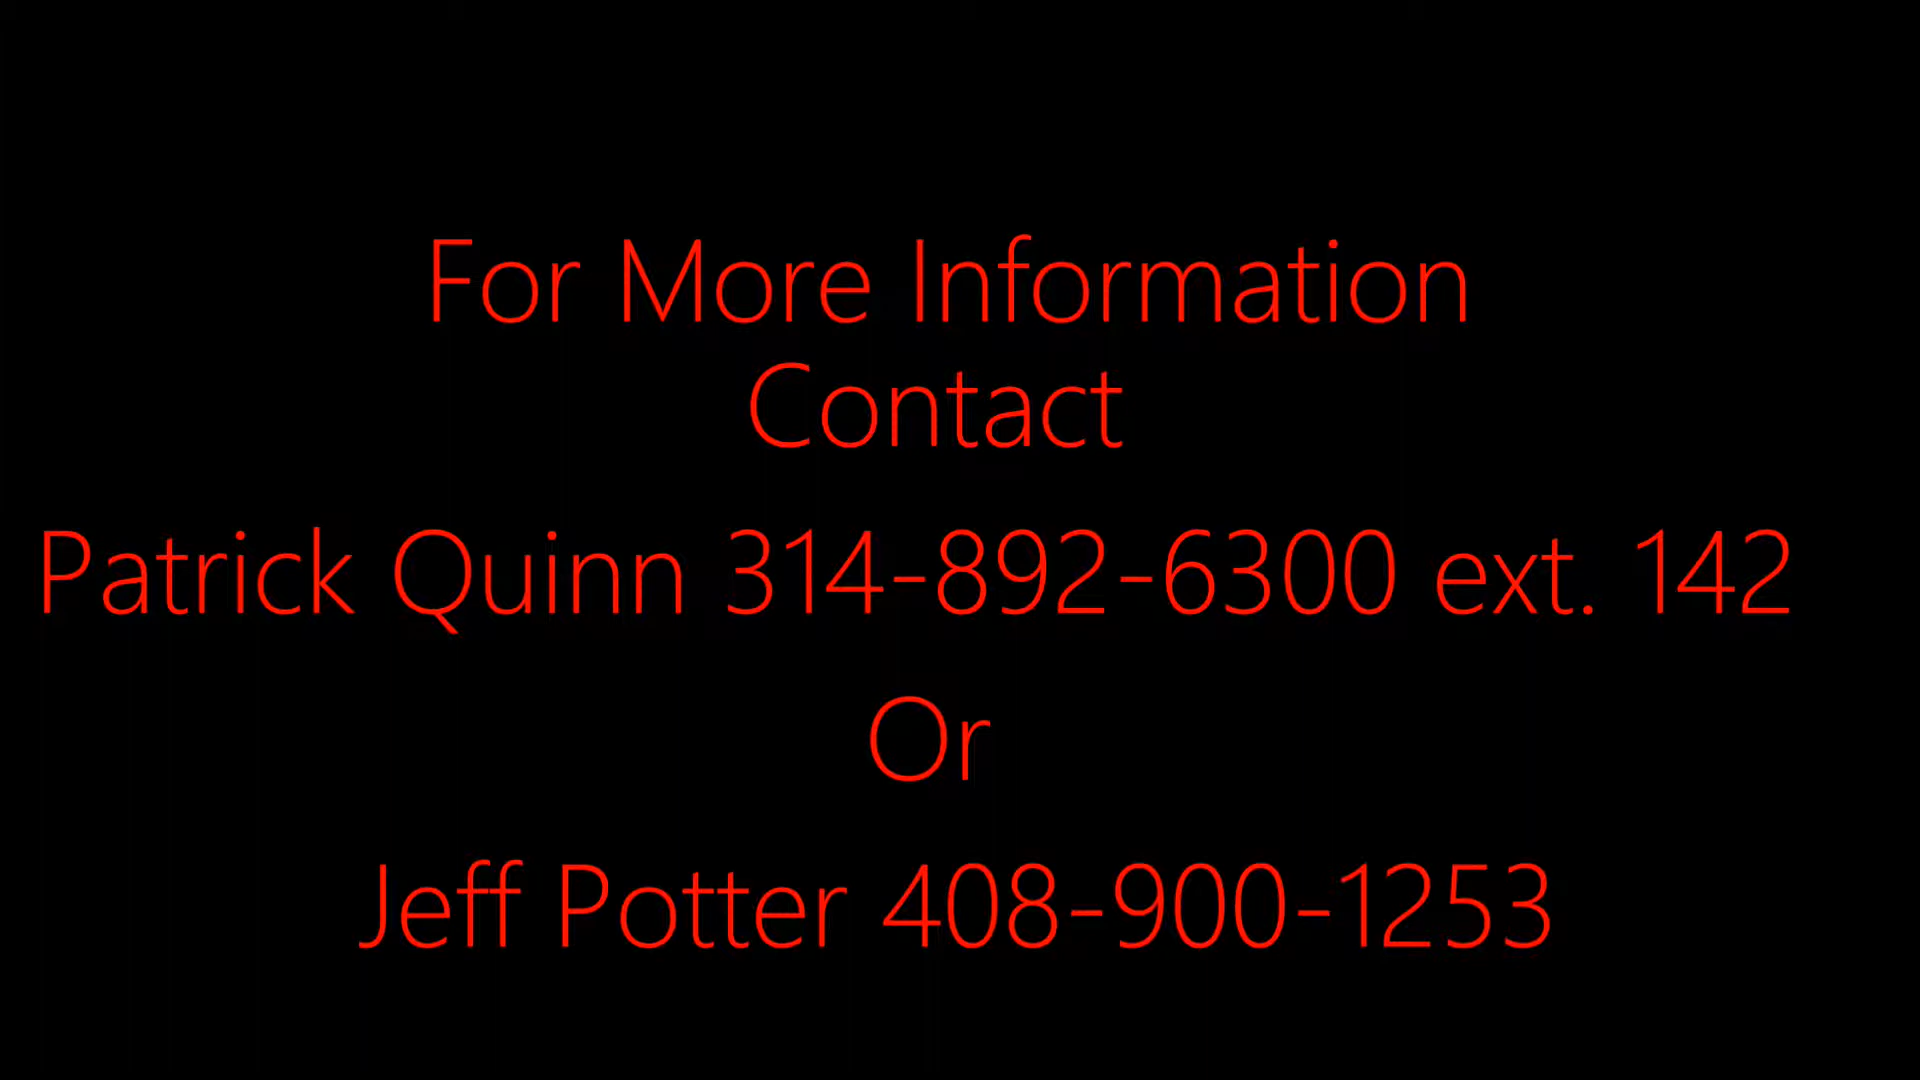 For More Information
Contact
Patrick Quinn 314-892-6300 ext. 142
Or
Jeff Potter 408-900-1253